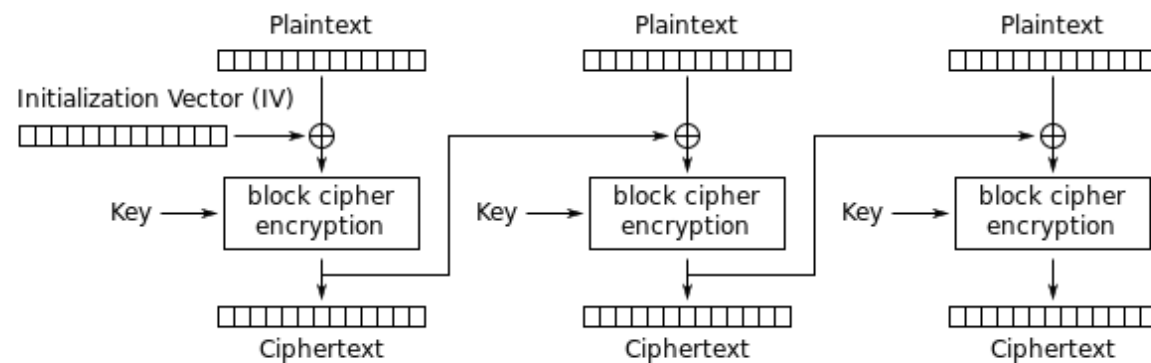 Plaintext
Plaintext
Plaintext
Initialization Vector (IV)
Key
block cipher
encryption
Key
block cipher
encryption
Key
block cipher
encryption
Ciphertext
Ciphertext
Ciphertext